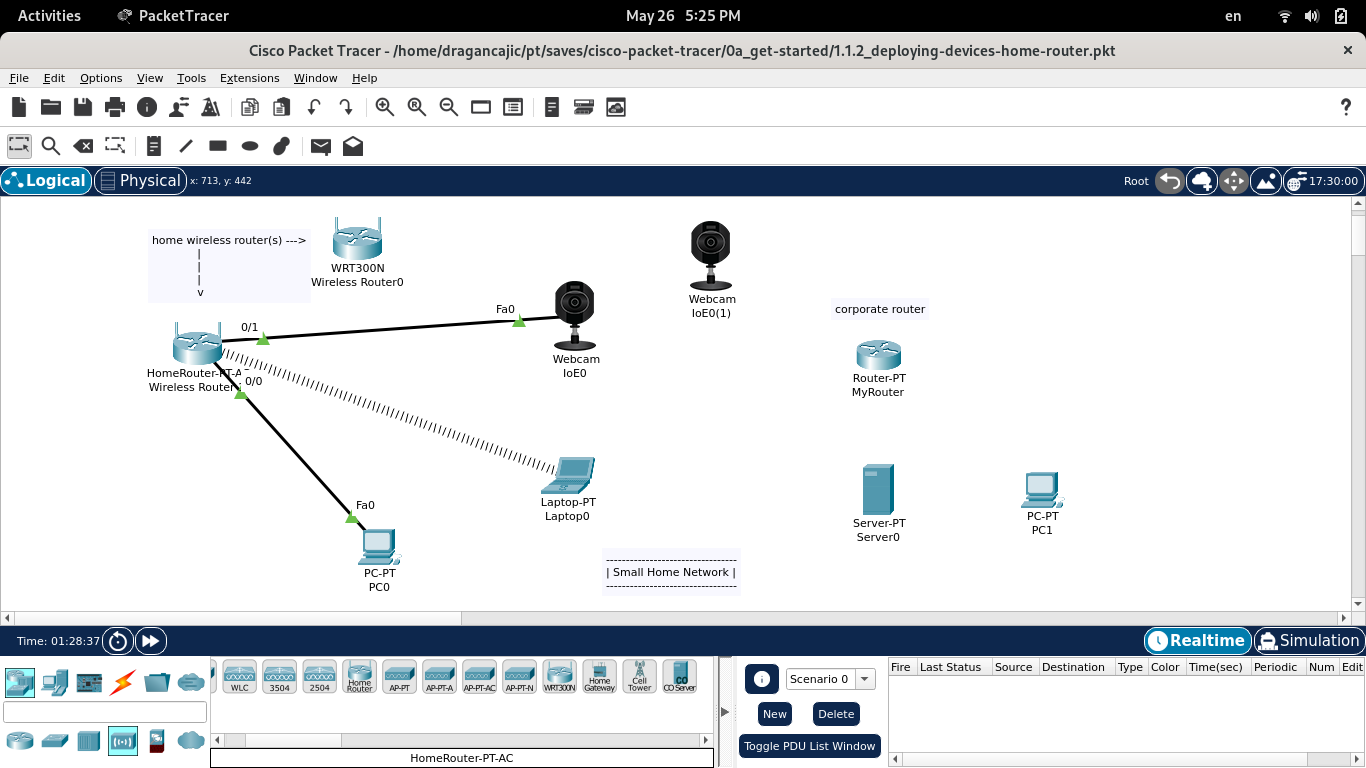 Activities
PacketTracer
May 26 5:25 PM
en
Cisco Packet Tracer - /home/dragancajic/pt/saves/cisco-packet-tracer/0a_get-started/1.1.2_deploying-devices-home-router.pkt
File Edit Options View Tools Extensions Window Help
Logical
Physical
x: 713, y: 442
Root
17:30:00
home wireless router(s) --->
|
|
|
v
WRT300N
Wireless Router0
Webcam
IoE0(1)
corporate router
0/1
Fa0
Webcam
IoE0
HomeRouter-PT-A
Wireless Router
0/0
Router-PT
MyRouter
Laptop-PT
Laptop0
Fa0
PC-PT
PC0
Server-PT
Server0
PC-PT
PC1
---------------------------------
| Small Home Network |
---------------------------------
Time: 01:28:37
Realtime
Simulation
WLC
3504
2504
Home
Router
AP-PT
AP-PT-A
AP-PT-AC
AP-PT-N
WRT300N
Home
Gateway
Cell
Tower
CO Server
HomeRouter-PT-AC
Scenario 0
New
Delete
Toggle PDU List Window
Fire Last Status Source Destination Type Color Time(sec) Periodic Num Edit